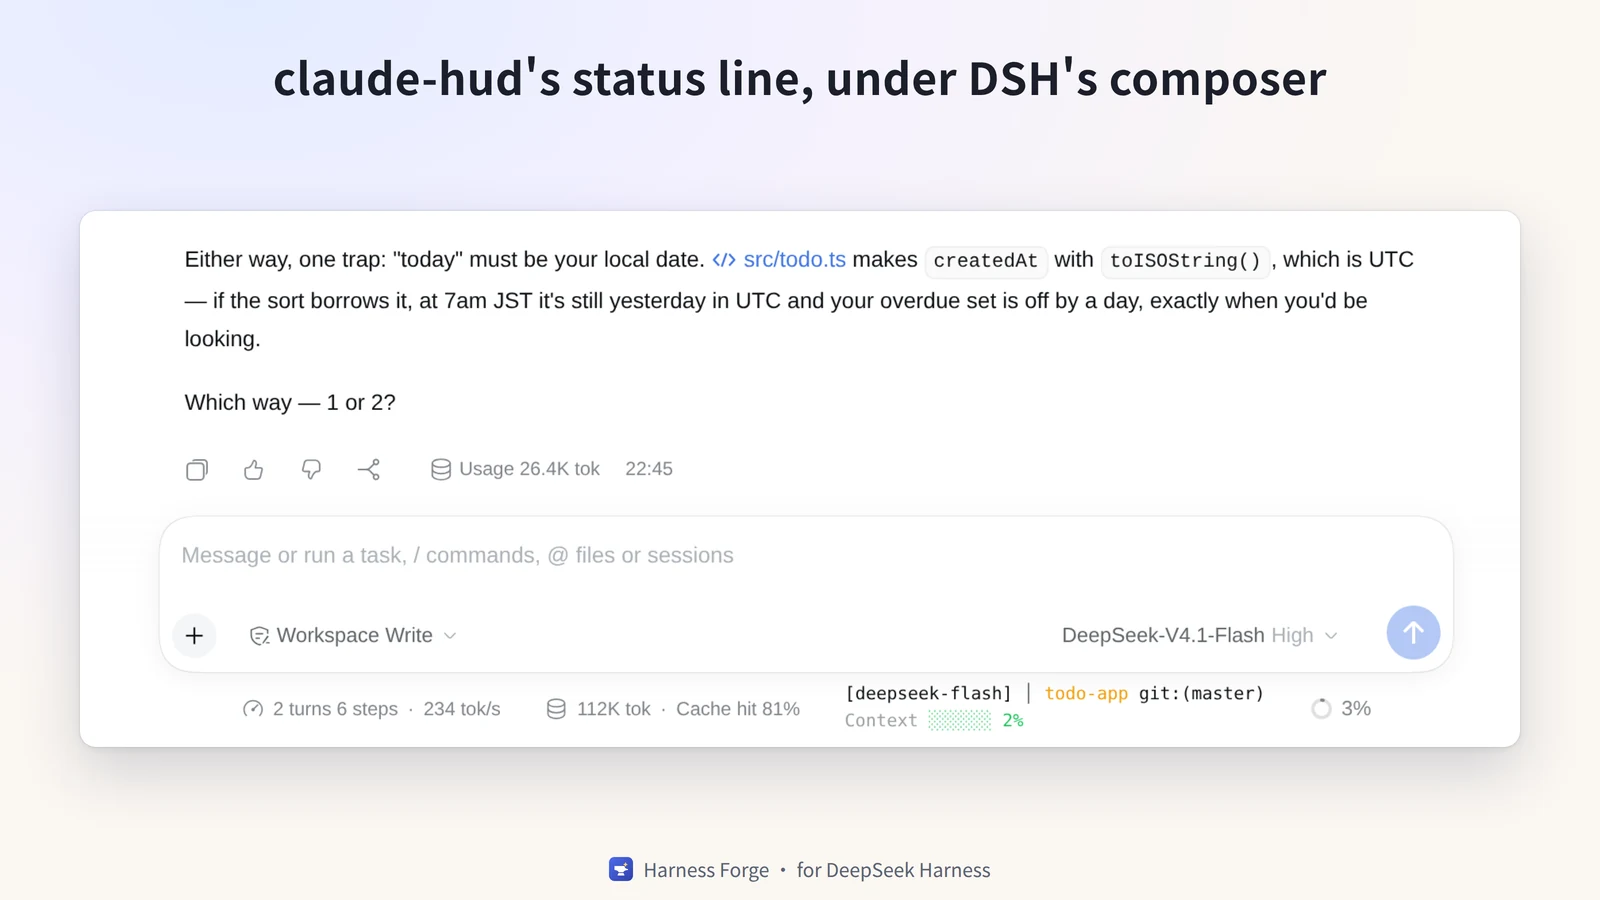 claude-hud's status line, under DSH's composer
Either way, one trap: "today" must be your local date. </> src/todo.ts makes createdAt with toISOString(), which is UTC
— if the sort borrows it, at 7am JST it's still yesterday in UTC and your overdue set is off by a day, exactly when you'd be
looking.
Which way — 1 or 2?
Usage 26.4K tok 22:45
Message or run a task, / commands, @ files or sessions
Workspace Write
DeepSeek-V4.1-Flash High
2 turns 6 steps · 234 tok/s
112K tok · Cache hit 81%
[deepseek-flash] │ todo-app git:(master)
Context ░░░░░░ 2%
3%
Harness Forge · for DeepSeek Harness